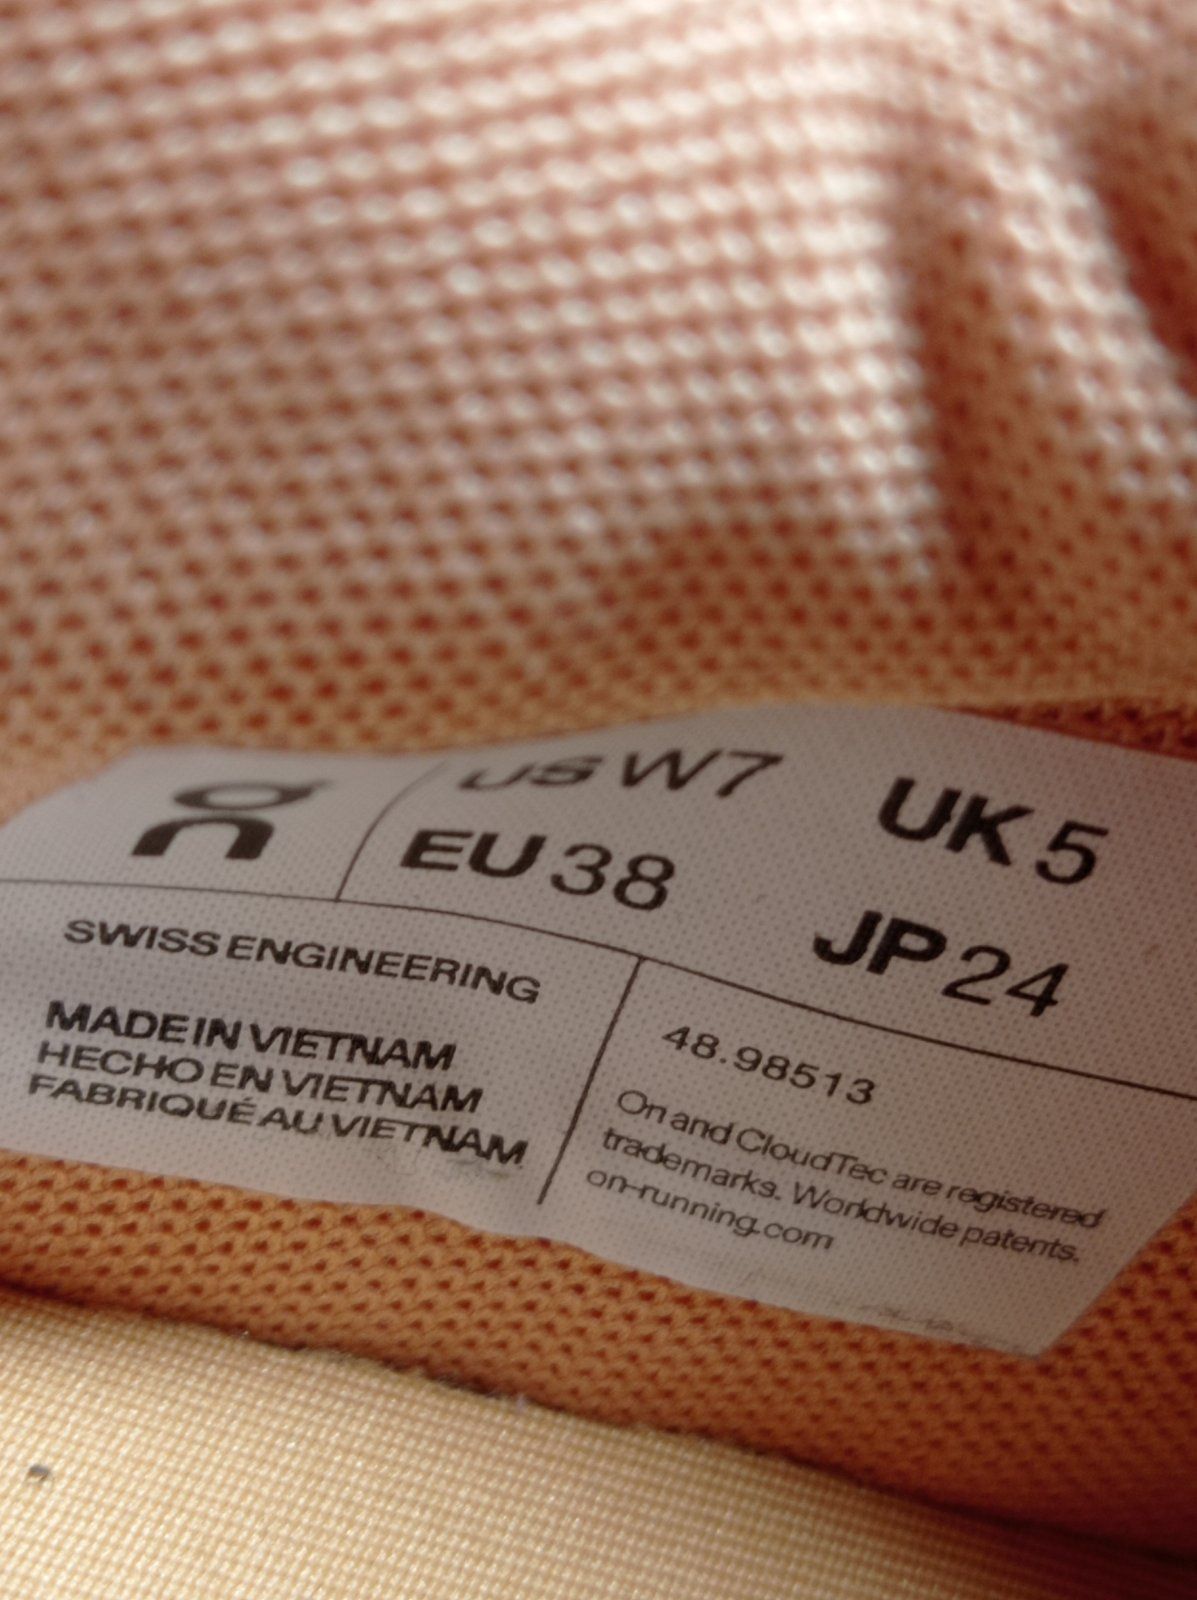 On
US W7 UK 5
EU 38 JP 24
SWISS ENGINEERING
MADE IN VIETNAM
HECHO EN VIETNAM
FABRIQUÉ AU VIETNAM
48.98513
On and CloudTec are registered
trademarks. Worldwide patents.
on-running.com